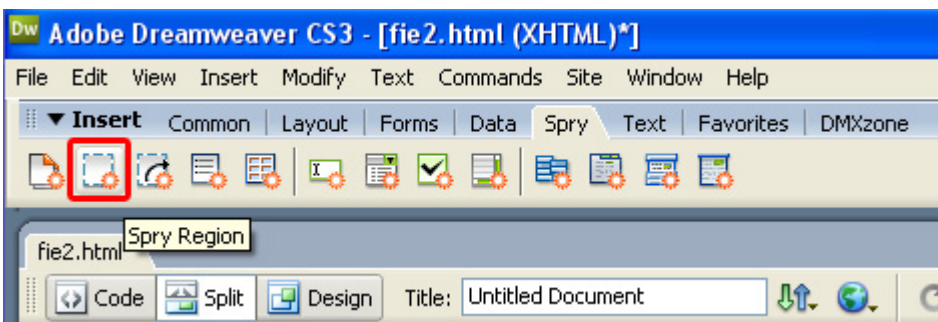 Dw Adobe Dreamweaver CS3 - [fie2.html (XHTML)*]
File Edit View Insert Modify Text Commands Site Window Help
▼ Insert Common | Layout | Forms | Data | Spry Text | Favorites | DMXzone
Spry Region
fie2.html
Code Split Design Title: Untitled Document